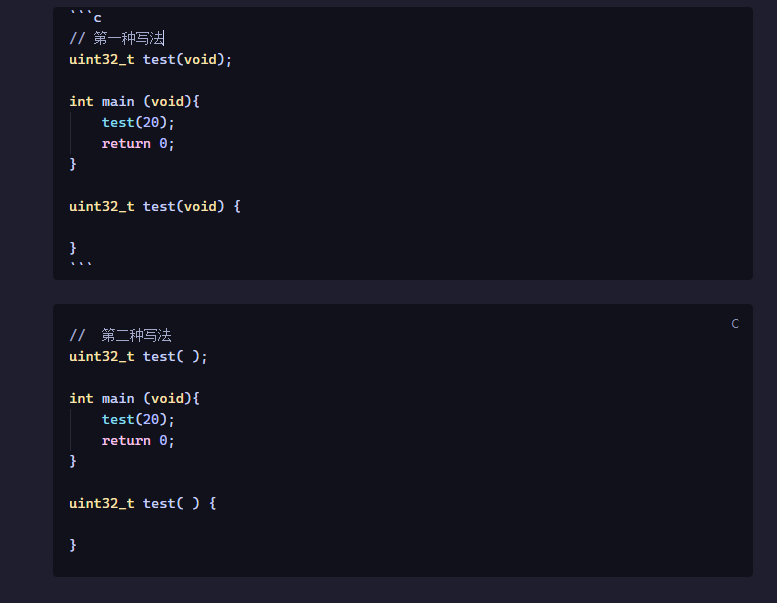 ```c
// 第一种写法
uint32_t test(void);
int main (void){
test(20);
return 0;
}
uint32_t test(void) {
}
```
C
// 第二种写法
uint32_t test( );
int main (void){
test(20);
return 0;
}
uint32_t test( ) {
}